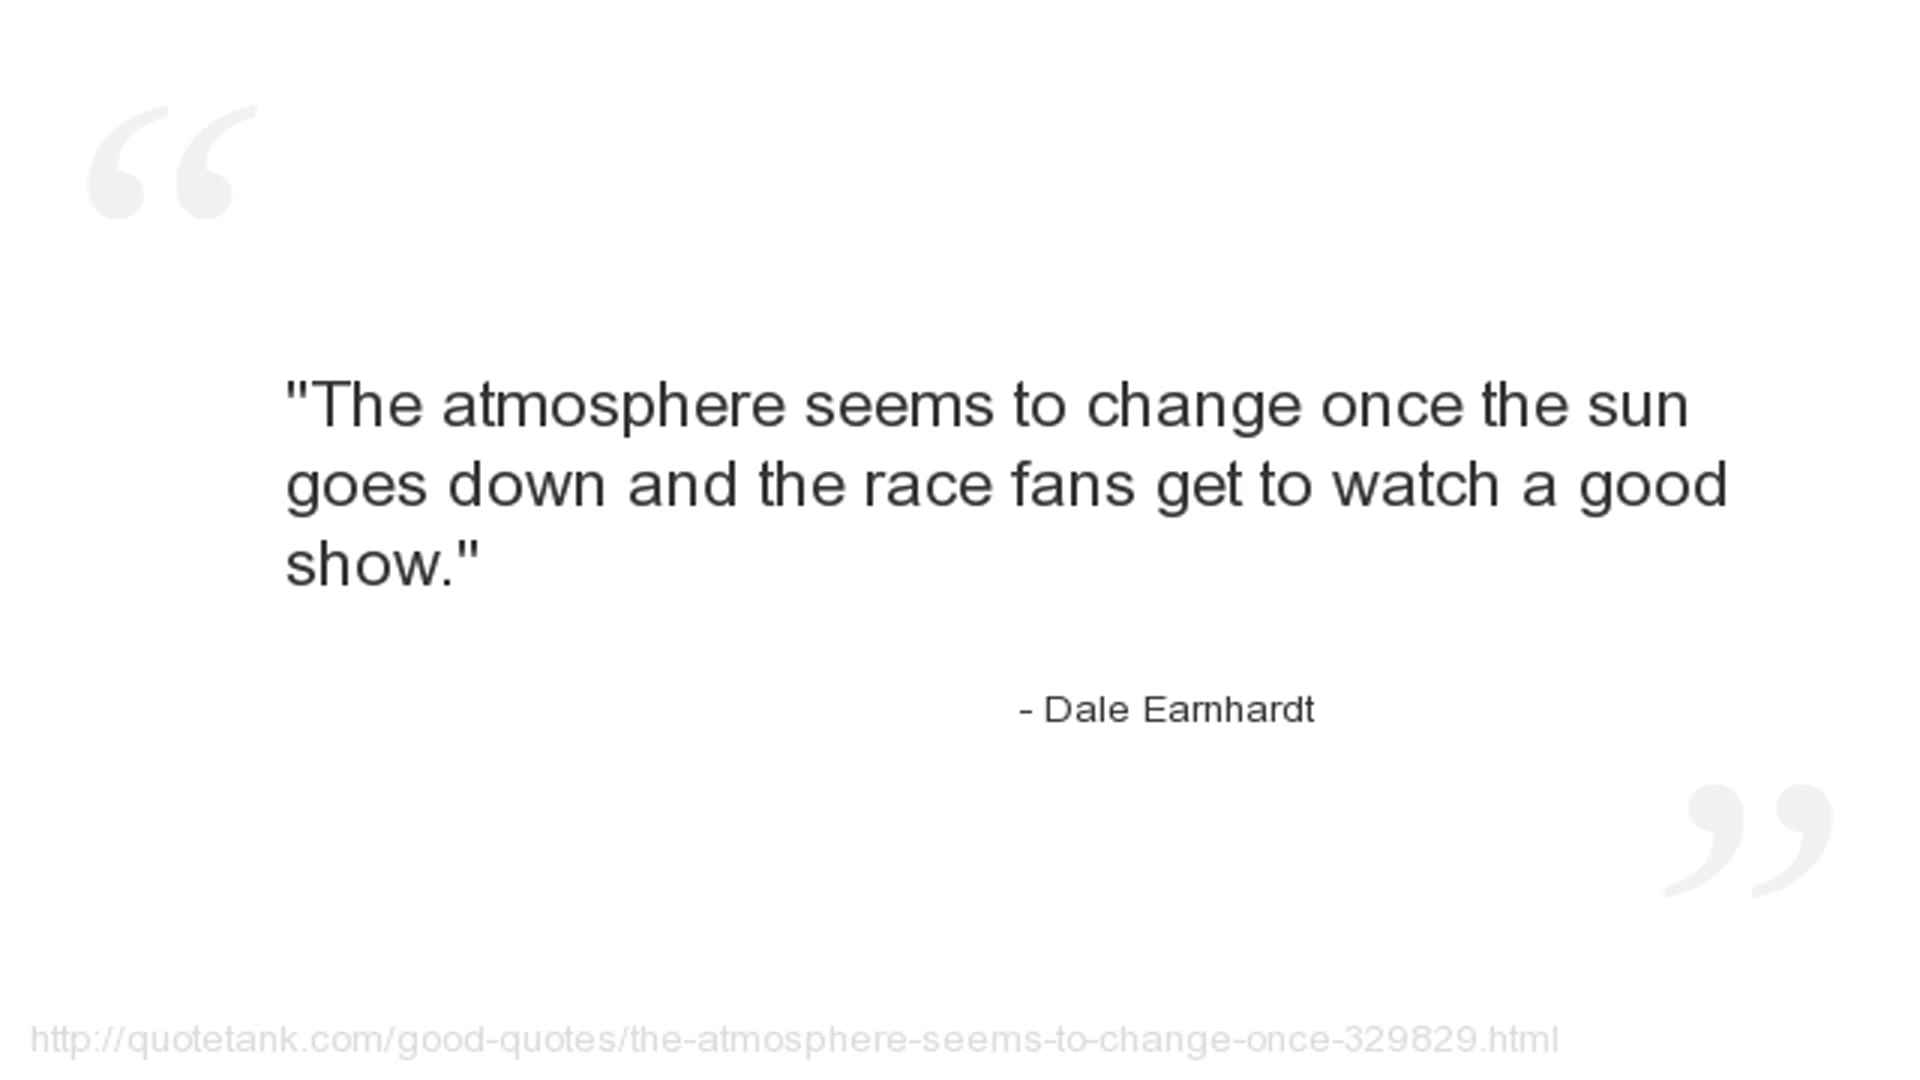 “
"The atmosphere seems to change once the sun
goes down and the race fans get to watch a good
show."
- Dale Earnhardt
”
http://quotetank.com/good-quotes/the-atmosphere-seems-to-change-once-329829.html